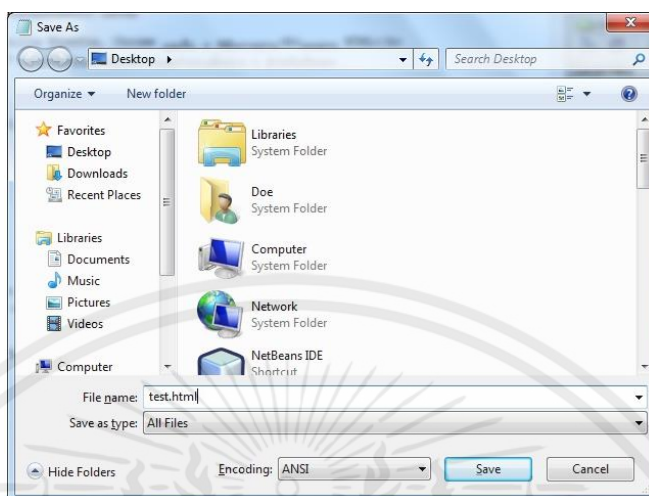 Save As
Desktop
Search Desktop
Organize
New folder
Favorites
Desktop
Downloads
Recent Places
Libraries
Documents
Music
Pictures
Videos
Computer
Libraries
System Folder
Doe
System Folder
Computer
System Folder
Network
System Folder
NetBeans IDE
Shortcut
File name: test.html
Save as type: All Files
Hide Folders
Encoding: ANSI
Save
Cancel